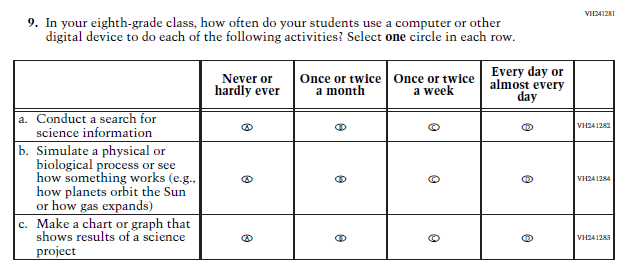 VH241281
9. In your eighth-grade class, how often do your students use a computer or other
digital device to do each of the following activities? Select one circle in each row.
Never or
hardly ever
Once or twice
a month
Once or twice
a week
Every day or
almost every
day
a. Conduct a search for
science information
A B C D VH241282
b. Simulate a physical or
biological process or see
how something works (e.g.,
how planets orbit the Sun
or how gas expands)
A B C D VH241284
c. Make a chart or graph that
shows results of a science
project
A B C D VH241283